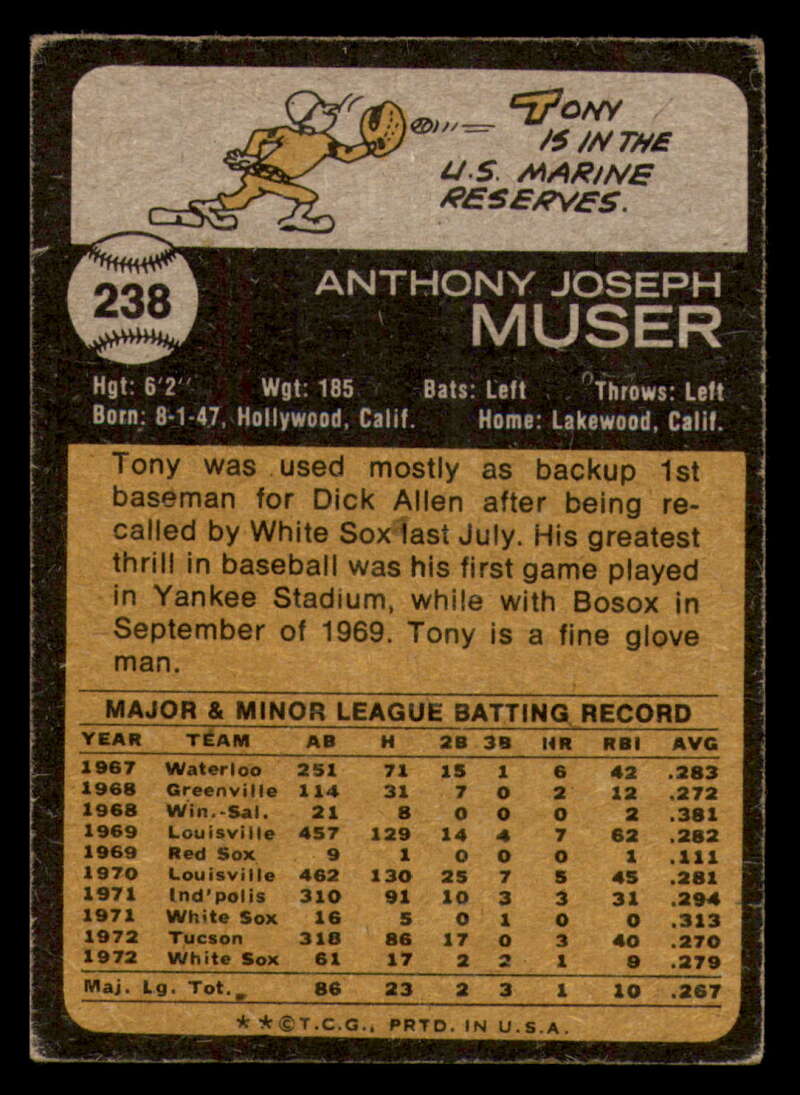 TONY
IS IN THE
U.S. MARINE
RESERVES.
238
ANTHONY JOSEPH
MUSER
Hgt: 6'2" Wgt: 185 Bats: Left Throws: Left
Born: 8-1-47, Hollywood, Calif. Home: Lakewood, Calif.
Tony was used mostly as backup 1st
baseman for Dick Allen after being re-
called by White Sox last July. His greatest
thrill in baseball was his first game played
in Yankee Stadium, while with Bosox in
September of 1969. Tony is a fine glove
man.
MAJOR & MINOR LEAGUE BATTING RECORD
YEAR TEAM AB H 2B 3B HR RBI AVG
1967 Waterloo 251 71 15 1 6 42 .283
1968 Greenville 114 31 7 0 2 12 .272
1968 Win.-Sal. 21 8 0 0 0 2 .381
1969 Louisville 457 129 14 4 7 62 .282
1969 Red Sox 9 1 0 0 0 1 .111
1970 Louisville 462 130 25 7 5 45 .281
1971 Ind'polis 310 91 10 3 3 31 .294
1971 White Sox 16 5 0 1 0 0 .313
1972 Tucson 318 86 17 0 3 40 .270
1972 White Sox 61 17 2 2 1 9 .279
Maj. Lg. Tot. 86 23 2 3 1 10 .267
**©T.C.G., PRTD. IN U.S.A.